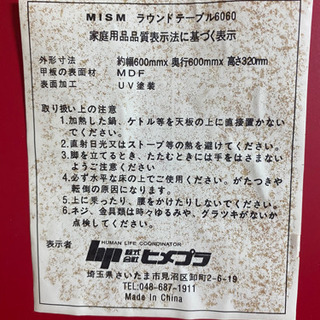 MISM ラウンドテーブル6060
家庭用品品質表示法に基づく表示
外形寸法 約幅600mmx 奥行600mmx 高さ320mm
甲板の表面材 MDF
表面加工 UV塗装
取り扱い上の注意
1.加熱した鍋、ケトル等を天板の上に直接置かない
でください。
2.直射日光又はストーブ等の熱を避けてください。
3.脚を立てるとき、たたむときには手をはさまない
ようご注意ください
4.必ず水平な床の上でご使用ください。がたつきや
転倒の原因になります。
5.上に乗ったり、腰をかけたりしないでください。
6.ネジ、金具類は時々ゆるみや、グラツキがないか
点検してください。
表示者
HUMAN LIFE COORDINATOR
株式会社ヒメプラ
埼玉県さいたま市見沼区卸町2-6-19
TEL:048-687-1911
Made In China